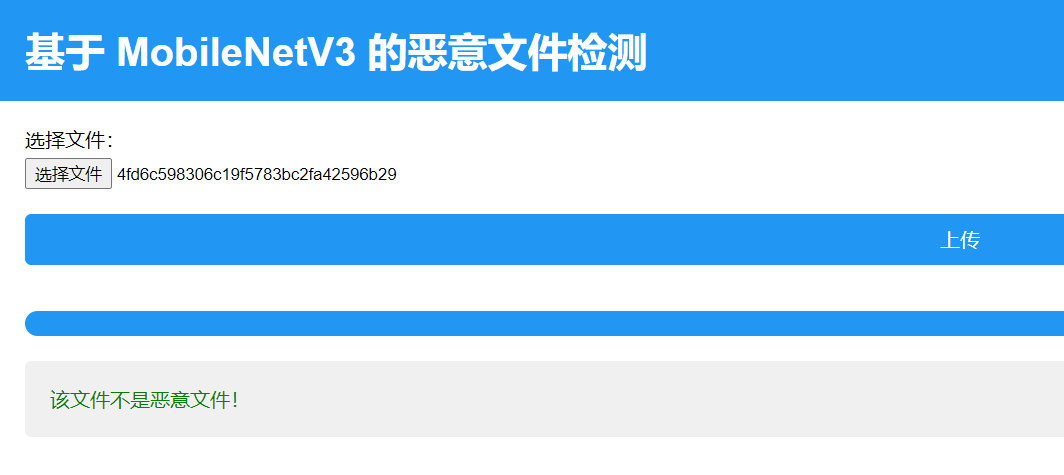 基于 MobileNetV3 的恶意文件检测
选择文件:
选择文件 4fd6c598306c19f5783bc2fa42596b29
上传
该文件不是恶意文件!